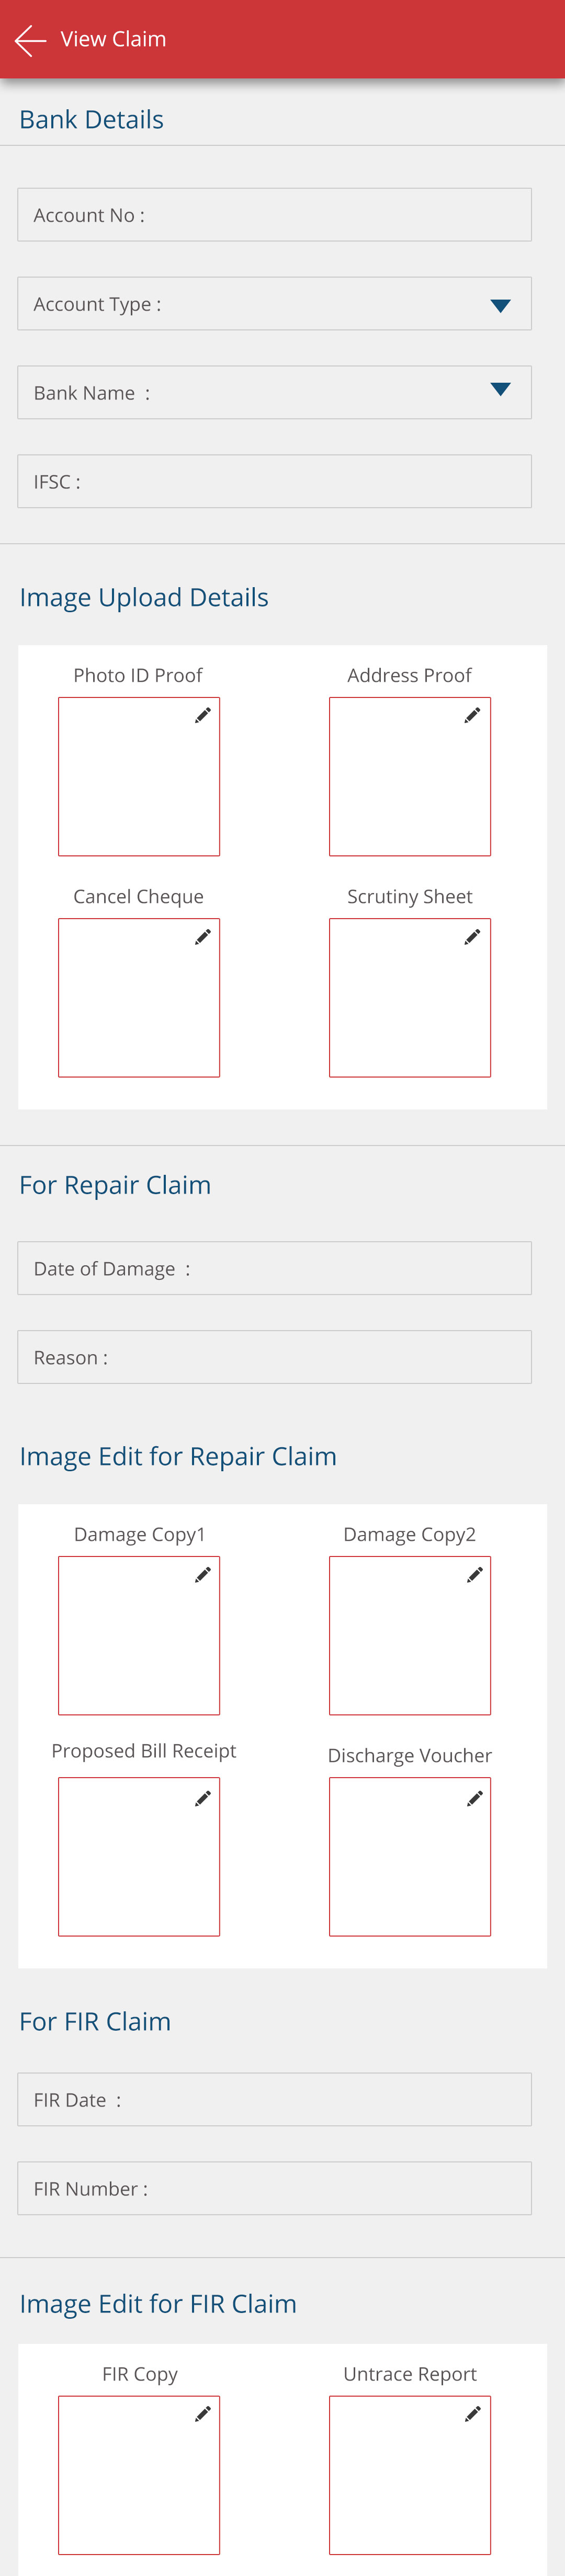 View Claim
Bank Details
Account No :
Account Type :
Bank Name  :
IFSC :
Image Upload Details
Photo ID Proof
Address Proof
Cancel Cheque
Scrutiny Sheet
For Repair Claim
Date of Damage  :
Reason :
Image Edit for Repair Claim
Damage Copy1
Damage Copy2
Proposed Bill Receipt
Discharge Voucher
For FIR Claim
FIR Date  :
FIR Number :
Image Edit for FIR Claim
FIR Copy
Untrace Report